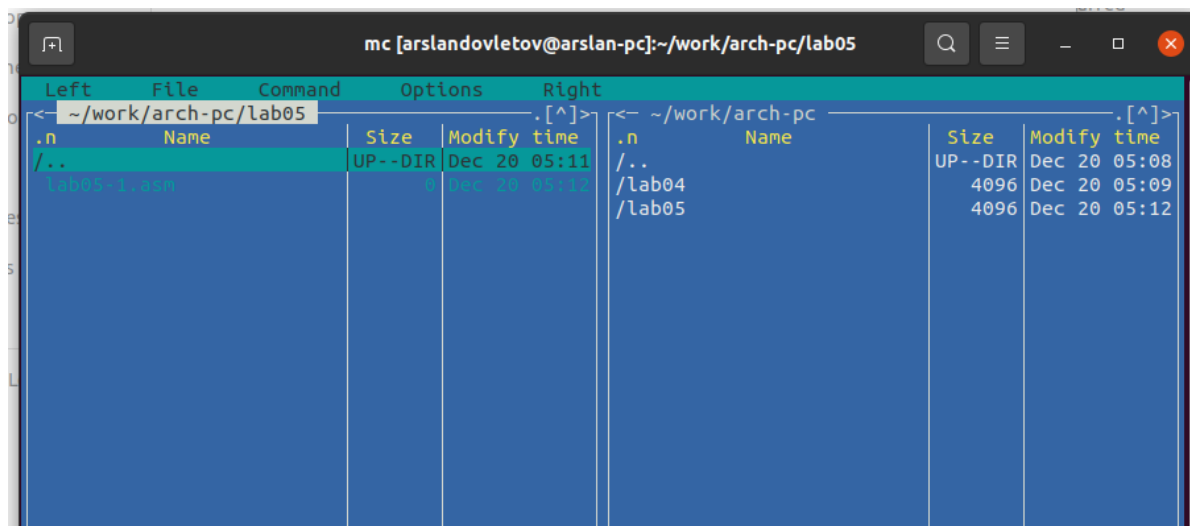 mc [arslandovletov@arslan-pc]:~/work/arch-pc/lab05
Left File Command Options Right
<─ ~/work/arch-pc/lab05 ─.[^]>
.n Name Size Modify time
/.. UP--DIR Dec 20 05:11
lab05-1.asm 0 Dec 20 05:12
<─ ~/work/arch-pc ─.[^]>
.n Name Size Modify time
/.. UP--DIR Dec 20 05:08
/lab04 4096 Dec 20 05:09
/lab05 4096 Dec 20 05:12